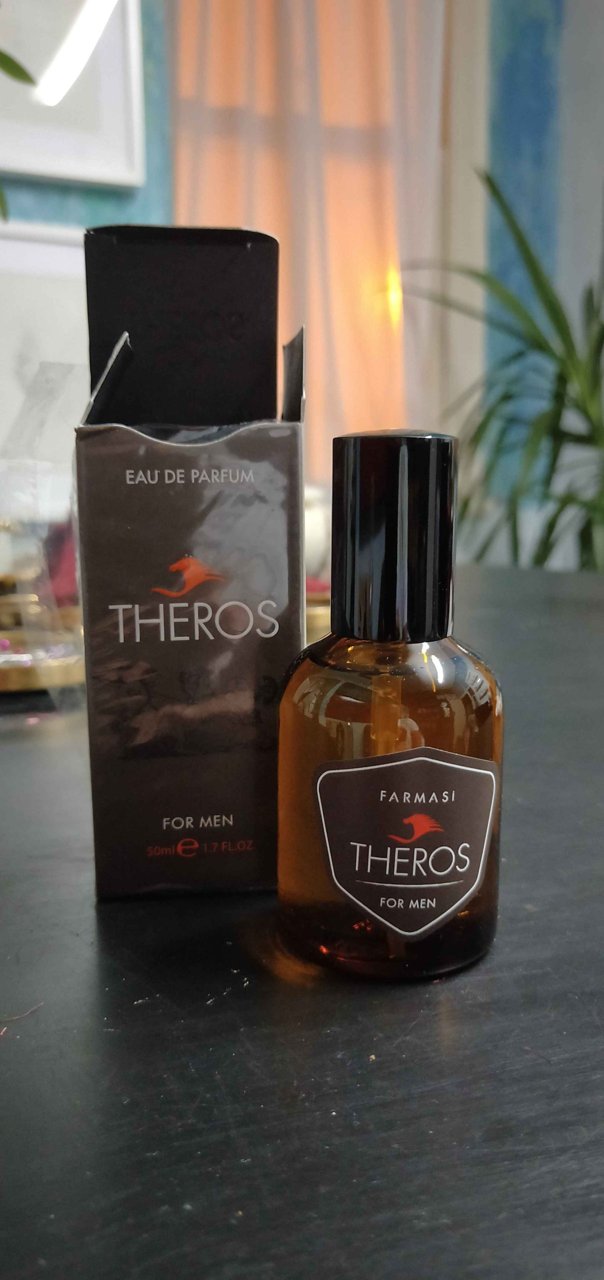 EAU DE PARFUM
THEROS
FOR MEN
50ml e 1.7 FL.OZ
FARMASI
THEROS
FOR MEN